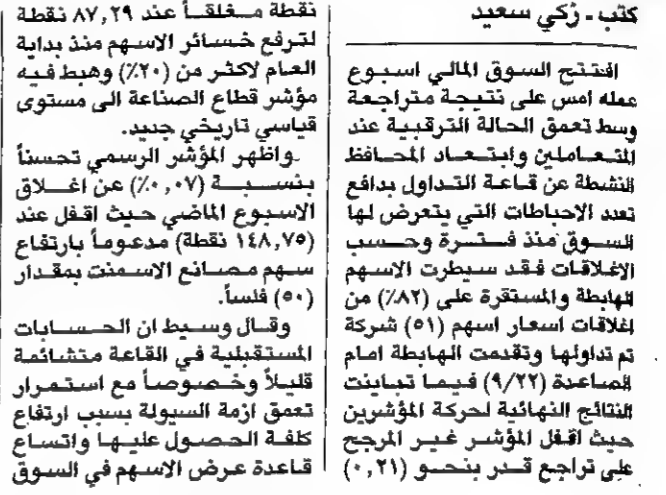 كتب - زكي سعيد
افتتح السوق المالي اسبوع
عمله امس على نتيجة متراجعة
وسط تعمق الحالة الترقبية عند
المتعاملين وابتعاد المحافظ
النشطة عن قاعة التداول بدافع
تعدد الاحباطات التي يتعرض لها
السوق منذ فترة وحسب
الاغلاقات فقد سيطرت الاسهم
الهابطة والمستقرة على (٨٢٪) من
اغلاقات اسعار اسهم (٥١) شركة
تم تداولها وتقدمت الهابطة امام
الصاعدة (٩/٢٢) فيما تباينت
النتائج النهائية لحركة المؤشرين
حيث اقفل المؤشر غير المرجح
على تراجع قدر بنحو (٠,٢١)
نقطة مغلقاً عند ٨٧,٢٩ نقطة
لترفع خسائر الاسهم منذ بداية
العام لاكثر من (٢٠٪) وهبط فيه
مؤشر قطاع الصناعة الى مستوى
قياسي تاريخي جديد.
واظهر المؤشر الرسمي تحسناً
بنسبة (٠,٠٧٪) عن اغلاق
الاسبوع الماضي حيث اقفل عند
(١٤٨,٧٥ نقطة) مدعوماً بارتفاع
سهم مصانع الاسمنت بمقدار
(٥٠) فلساً.
وقال وسيط ان الحسابات
المستقبلية في القاعة متشائمة
قليلاً وخصوصاً مع استمرار
تعمق ازمة السيولة بسبب ارتفاع
كلفة الحصول عليها واتساع
قاعدة عرض الاسهم في السوق